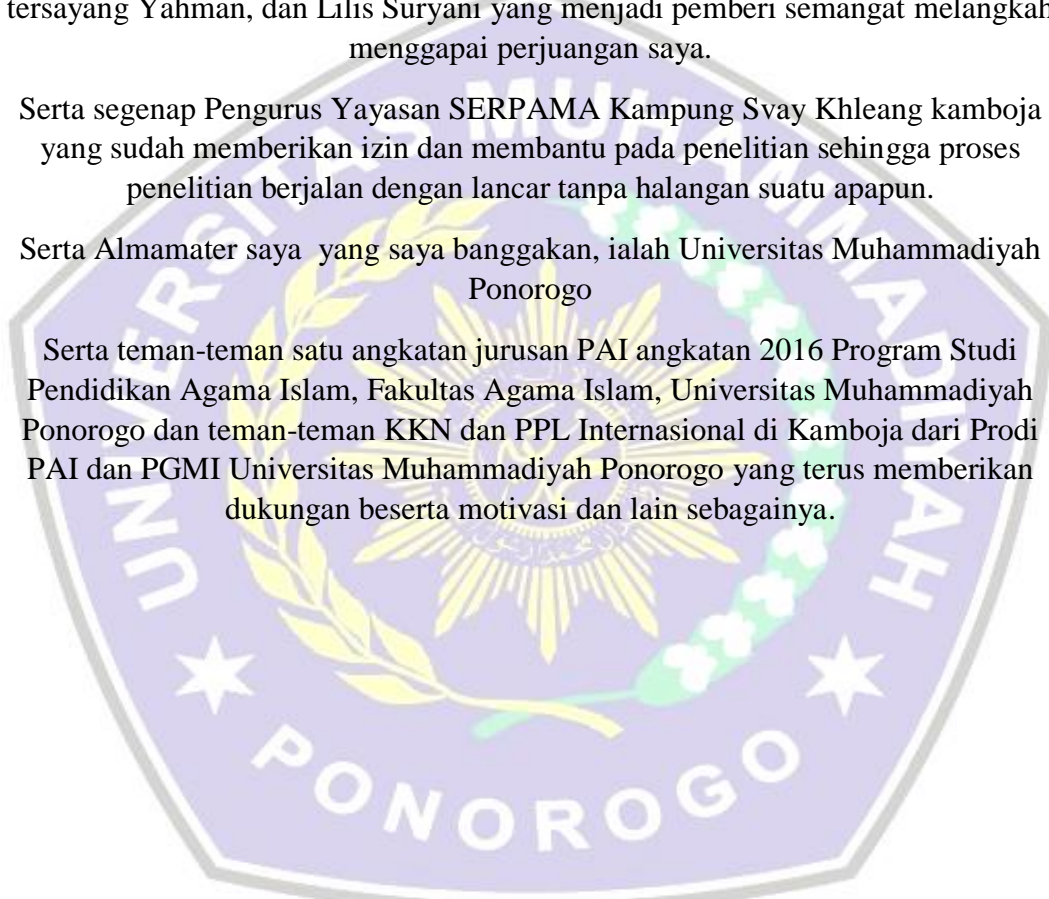 tersayang Yahman, dan Lilis Suryani yang menjadi pemberi semangat melangkah
menggapai perjuangan saya.
Serta segenap Pengurus Yayasan SERPAMA Kampung Svay Khleang kamboja
yang sudah memberikan izin dan membantu pada penelitian sehingga proses
penelitian berjalan dengan lancar tanpa halangan suatu apapun.
Serta Almamater saya yang saya banggakan, ialah Universitas Muhammadiyah
Ponorogo
Serta teman-teman satu angkatan jurusan PAI angkatan 2016 Program Studi
Pendidikan Agama Islam, Fakultas Agama Islam, Universitas Muhammadiyah
Ponorogo dan teman-teman KKN dan PPL Internasional di Kamboja dari Prodi
PAI dan PGMI Universitas Muhammadiyah Ponorogo yang terus memberikan
dukungan beserta motivasi dan lain sebagainya.
UNIVERSITAS MUHAMMADIYAH
PONOROGO